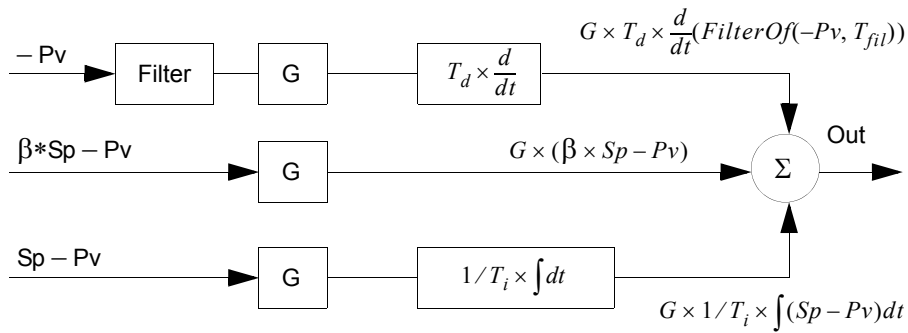 G × T_d × d/dt (FilterOf(–Pv, T_fil))
– Pv
Filter
G
T_d × d/dt
β*Sp – Pv
G
G × (β × Sp – Pv)
Σ
Out
Sp – Pv
G
1/T_i × ∫dt
G × 1/T_i × ∫(Sp – Pv)dt